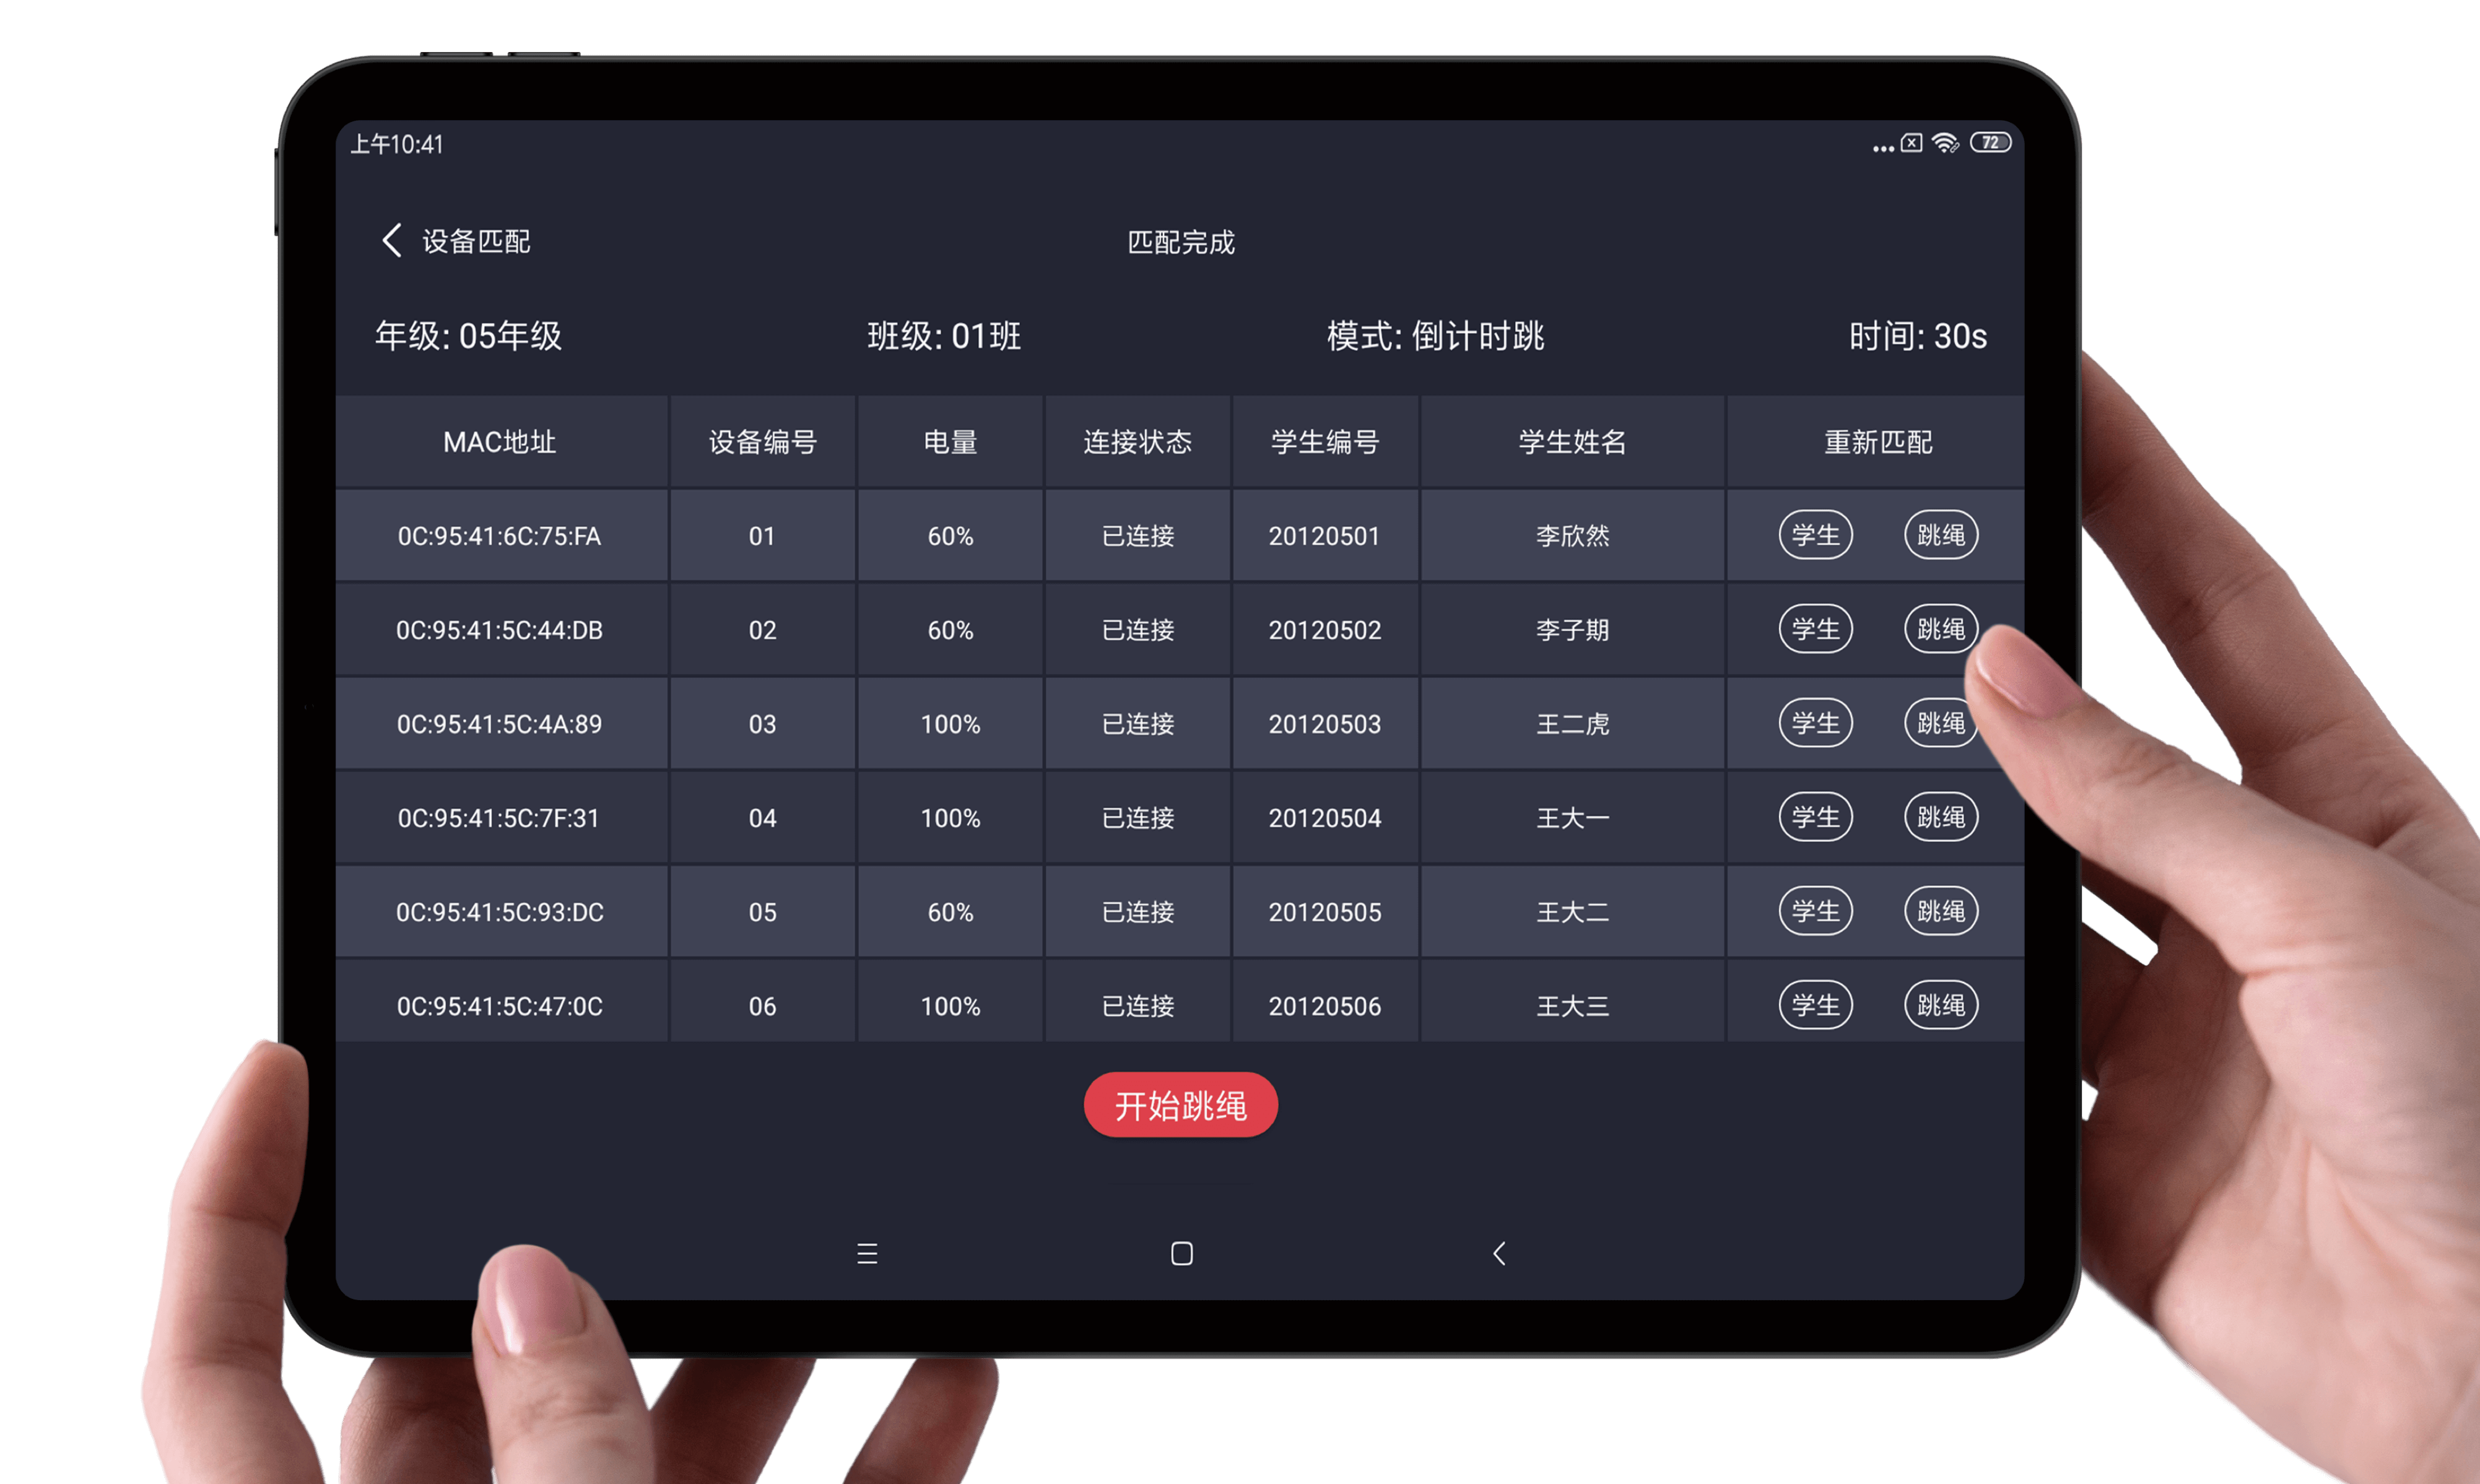 上午10:41 72
设备匹配 匹配完成
年级: 05年级 班级: 01班 模式: 倒计时跳 时间: 30s
MAC地址 设备编号 电量 连接状态 学生编号 学生姓名 重新匹配
0C:95:41:6C:75:FA 01 60% 已连接 20120501 李欣然 学生 跳绳
0C:95:41:5C:44:DB 02 60% 已连接 20120502 李子期 学生 跳绳
0C:95:41:5C:4A:89 03 100% 已连接 20120503 王二虎 学生 跳绳
0C:95:41:5C:7F:31 04 100% 已连接 20120504 王大一 学生 跳绳
0C:95:41:5C:93:DC 05 60% 已连接 20120505 王大二 学生 跳绳
0C:95:41:5C:47:0C 06 100% 已连接 20120506 王大三 学生 跳绳
开始跳绳